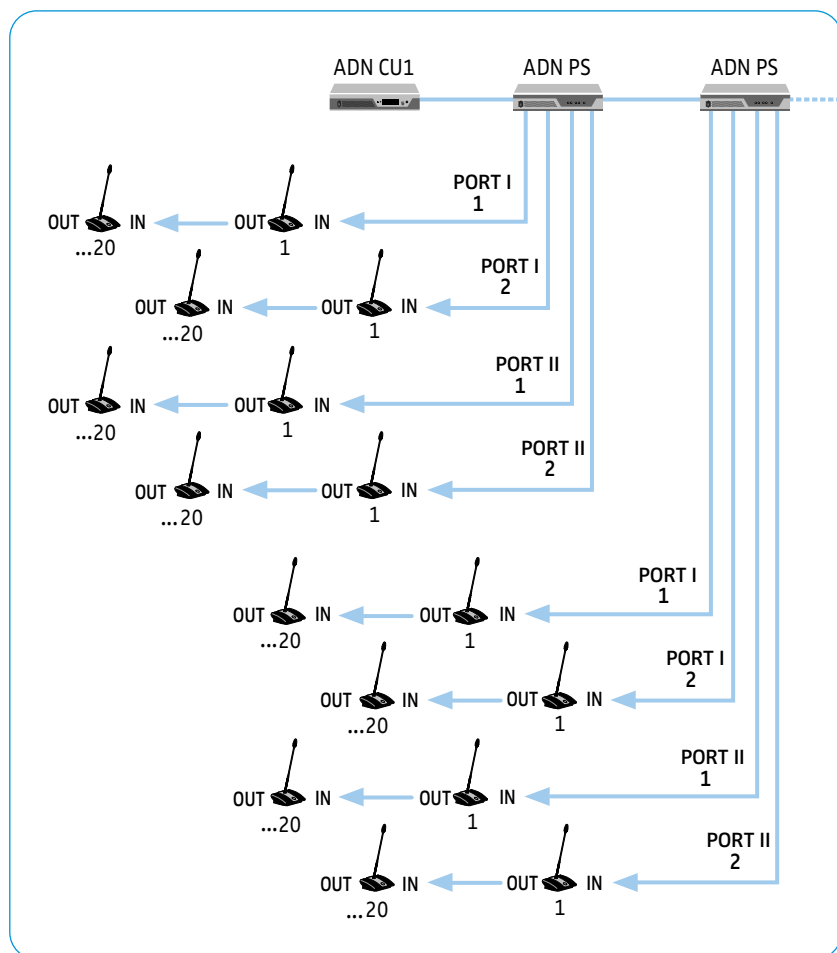 ADN CU1 ADN PS ADN PS
PORT I
1
OUT IN OUT IN
...20 1
PORT I
2
OUT IN OUT IN
...20 1
PORT II
1
OUT IN OUT IN
...20 1
PORT II
2
OUT IN OUT IN
...20 1
PORT I
1
OUT IN OUT IN
...20 1
PORT I
2
OUT IN OUT IN
...20 1
PORT II
1
OUT IN OUT IN
...20 1
PORT II
2
OUT IN OUT IN
...20 1